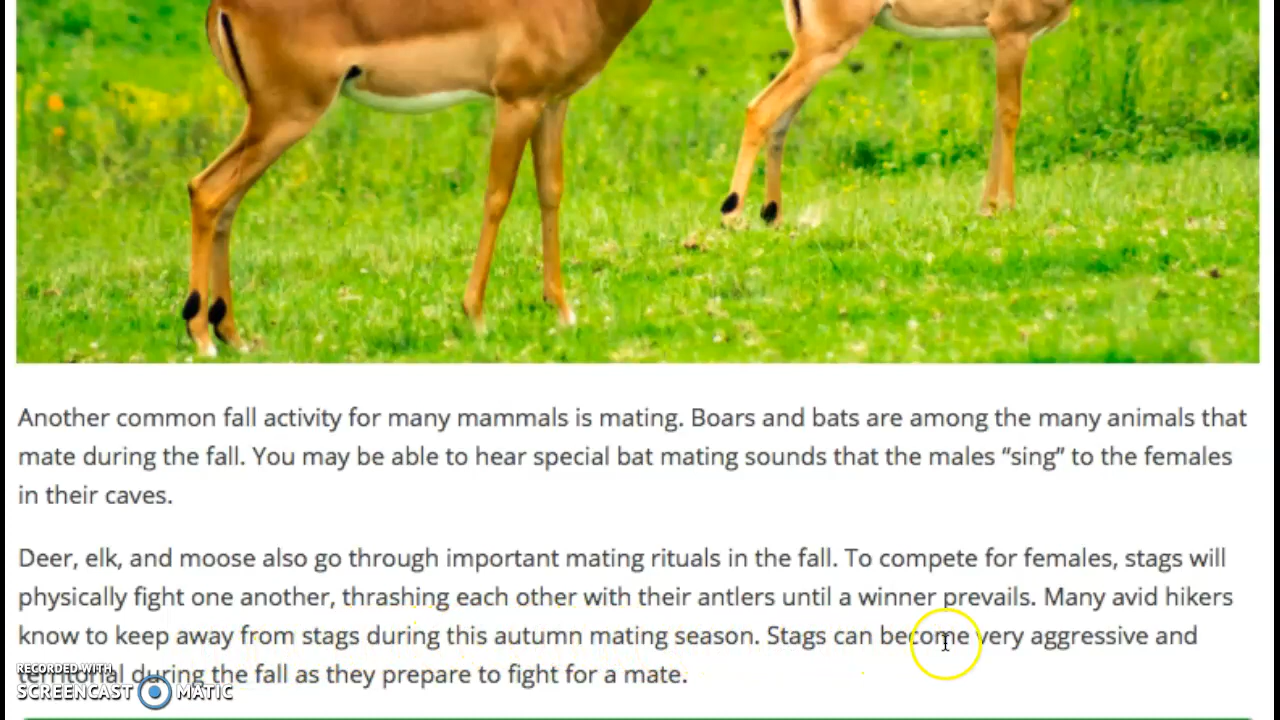 Another common fall activity for many mammals is mating. Boars and bats are among the many animals that
mate during the fall. You may be able to hear special bat mating sounds that the males “sing” to the females
in their caves.
Deer, elk, and moose also go through important mating rituals in the fall. To compete for females, stags will
physically fight one another, thrashing each other with their antlers until a winner prevails. Many avid hikers
know to keep away from stags during this autumn mating season. Stags can become very aggressive and
territorial during the fall as they prepare to fight for a mate.
RECORDED WITH
SCREENCAST MATIC